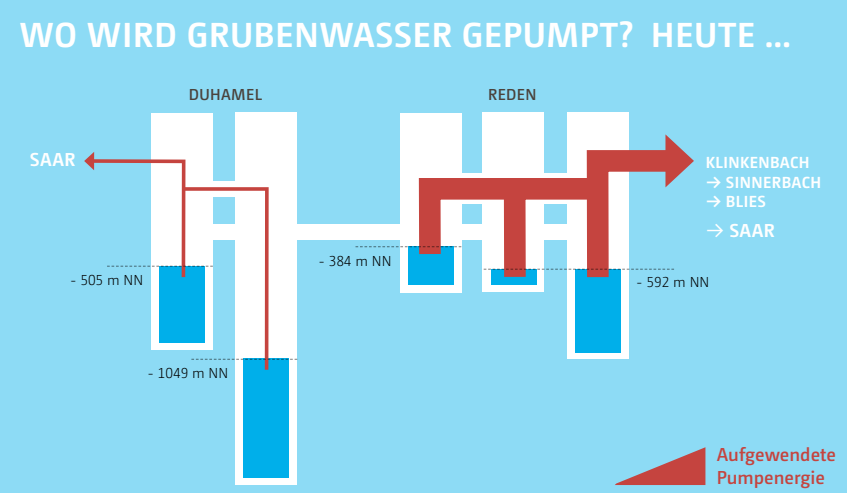 WO WIRD GRUBENWASSER GEPUMPT? HEUTE ...
DUHAMEL
REDEN
SAAR
KLINKENBACH
→ SINNERBACH
→ BLIES
→ SAAR
- 505 m NN
- 384 m NN
- 592 m NN
- 1049 m NN
Aufgewendete
Pumpenergie